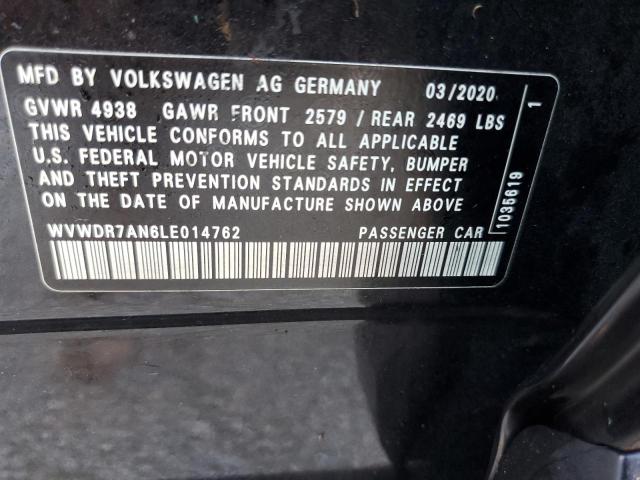 MFD BY VOLKSWAGEN AG GERMANY 03/2020
GVWR 4938 GAWR FRONT 2579 / REAR 2469 LBS
THIS VEHICLE CONFORMS TO ALL APPLICABLE
U.S. FEDERAL MOTOR VEHICLE SAFETY, BUMPER
AND THEFT PREVENTION STANDARDS IN EFFECT
ON THE DATE OF MANUFACTURE SHOWN ABOVE
WVWDR7AN6LE014762 PASSENGER CAR
1035619 1